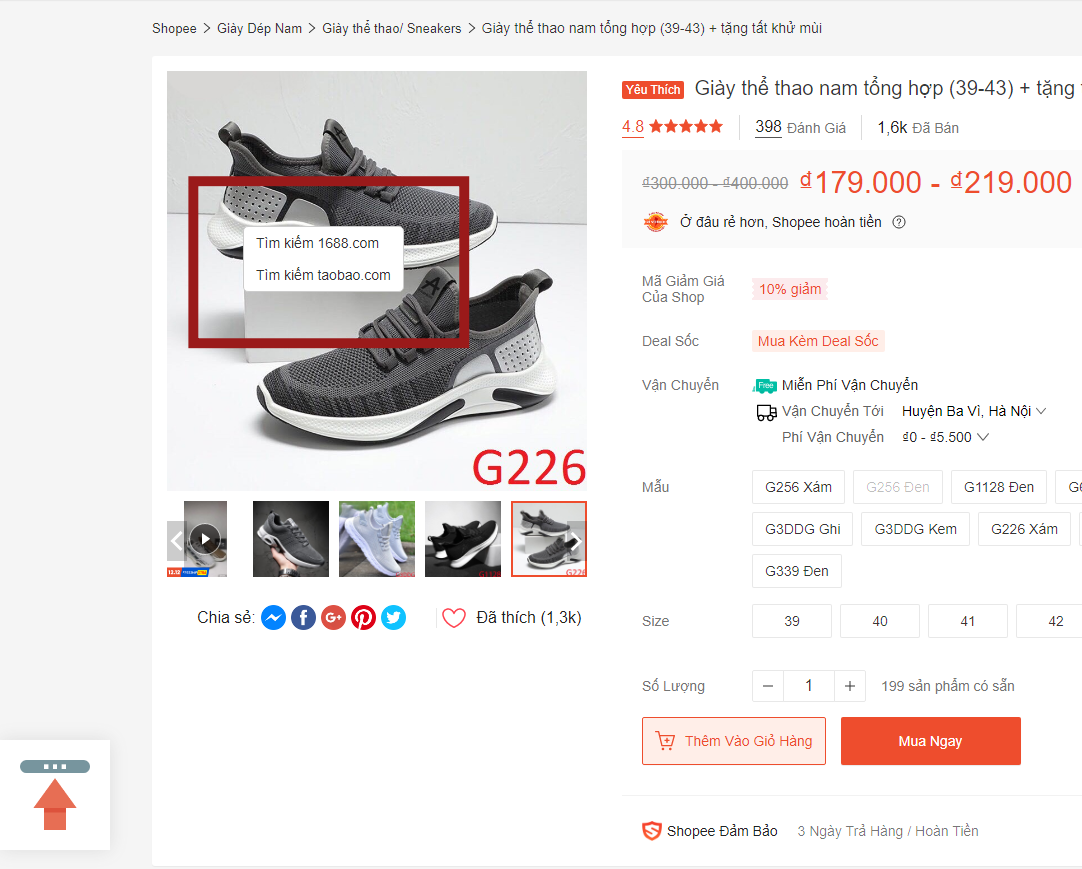 Shopee > Giày Dép Nam > Giày thể thao/ Sneakers > Giày thể thao nam tổng hợp (39-43) + tặng tất khử mùi
Tìm kiếm 1688.com
Tìm kiếm taobao.com
G226
Chia sẻ:
Đã thích (1,3k)
Yêu Thích Giày thể thao nam tổng hợp (39-43) + tặng
4.8 398 Đánh Giá 1,6k Đã Bán
₫300.000 - ₫400.000 ₫179.000 - ₫219.000
Ở đâu rẻ hơn, Shopee hoàn tiền ?
Mã Giảm Giá
Của Shop
10% giảm
Deal Sốc Mua Kèm Deal Sốc
Vận Chuyển Free Miễn Phí Vận Chuyển
Vận Chuyển Tới Huyện Ba Vì, Hà Nội
Phí Vận Chuyển ₫0 - ₫5.500
Mẫu G256 Xám G256 Đen G1128 Đen
G3DDG Ghi G3DDG Kem G226 Xám
G339 Đen
Size 39 40 41 42
Số Lượng − 1 + 199 sản phẩm có sẵn
Thêm Vào Giỏ Hàng Mua Ngay
Shopee Đảm Bảo 3 Ngày Trả Hàng / Hoàn Tiền